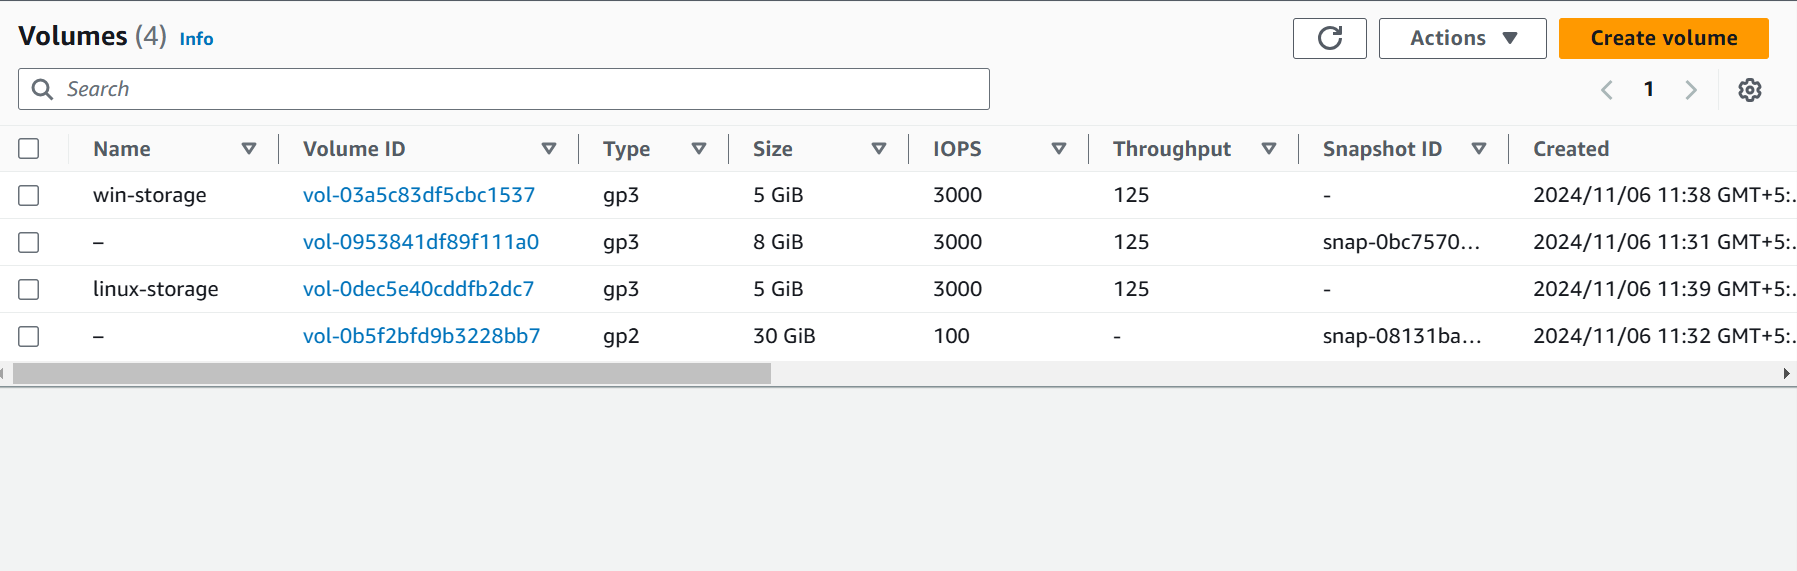 Volumes (4) Info
Actions
Create volume
Search
1
Name Volume ID Type Size IOPS Throughput Snapshot ID Created
win-storage vol-03a5c83df5cbc1537 gp3 5 GiB 3000 125 - 2024/11/06 11:38 GMT+5:..
– vol-0953841df89f111a0 gp3 8 GiB 3000 125 snap-0bc7570... 2024/11/06 11:31 GMT+5:..
linux-storage vol-0dec5e40cddfb2dc7 gp3 5 GiB 3000 125 - 2024/11/06 11:39 GMT+5:..
– vol-0b5f2bfd9b3228bb7 gp2 30 GiB 100 - snap-08131ba... 2024/11/06 11:32 GMT+5:..